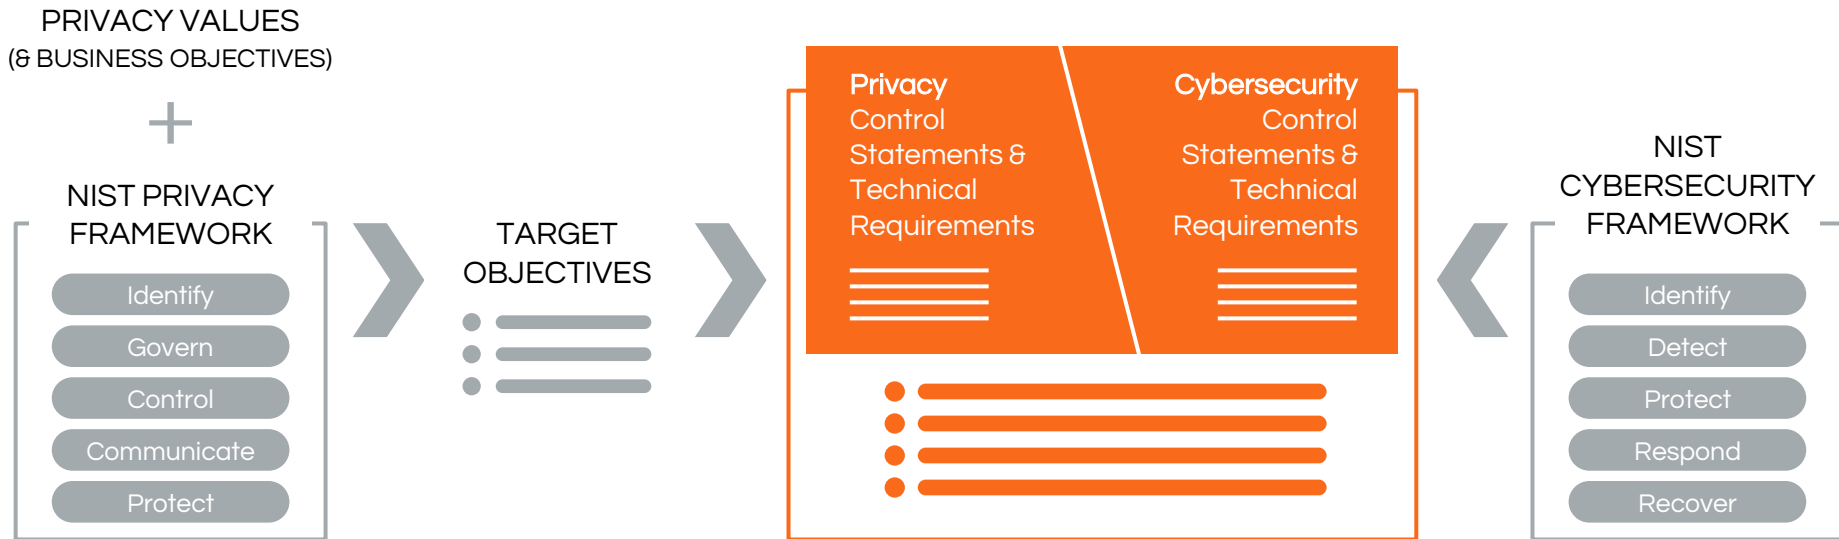 PRIVACY VALUES
(& BUSINESS OBJECTIVES)
+
NIST PRIVACY
FRAMEWORK
Identify
Govern
Control
Communicate
Protect
TARGET
OBJECTIVES
Privacy
Control
Statements &
Technical
Requirements
Cybersecurity
Control
Statements &
Technical
Requirements
NIST
CYBERSECURITY
FRAMEWORK
Identify
Detect
Protect
Respond
Recover